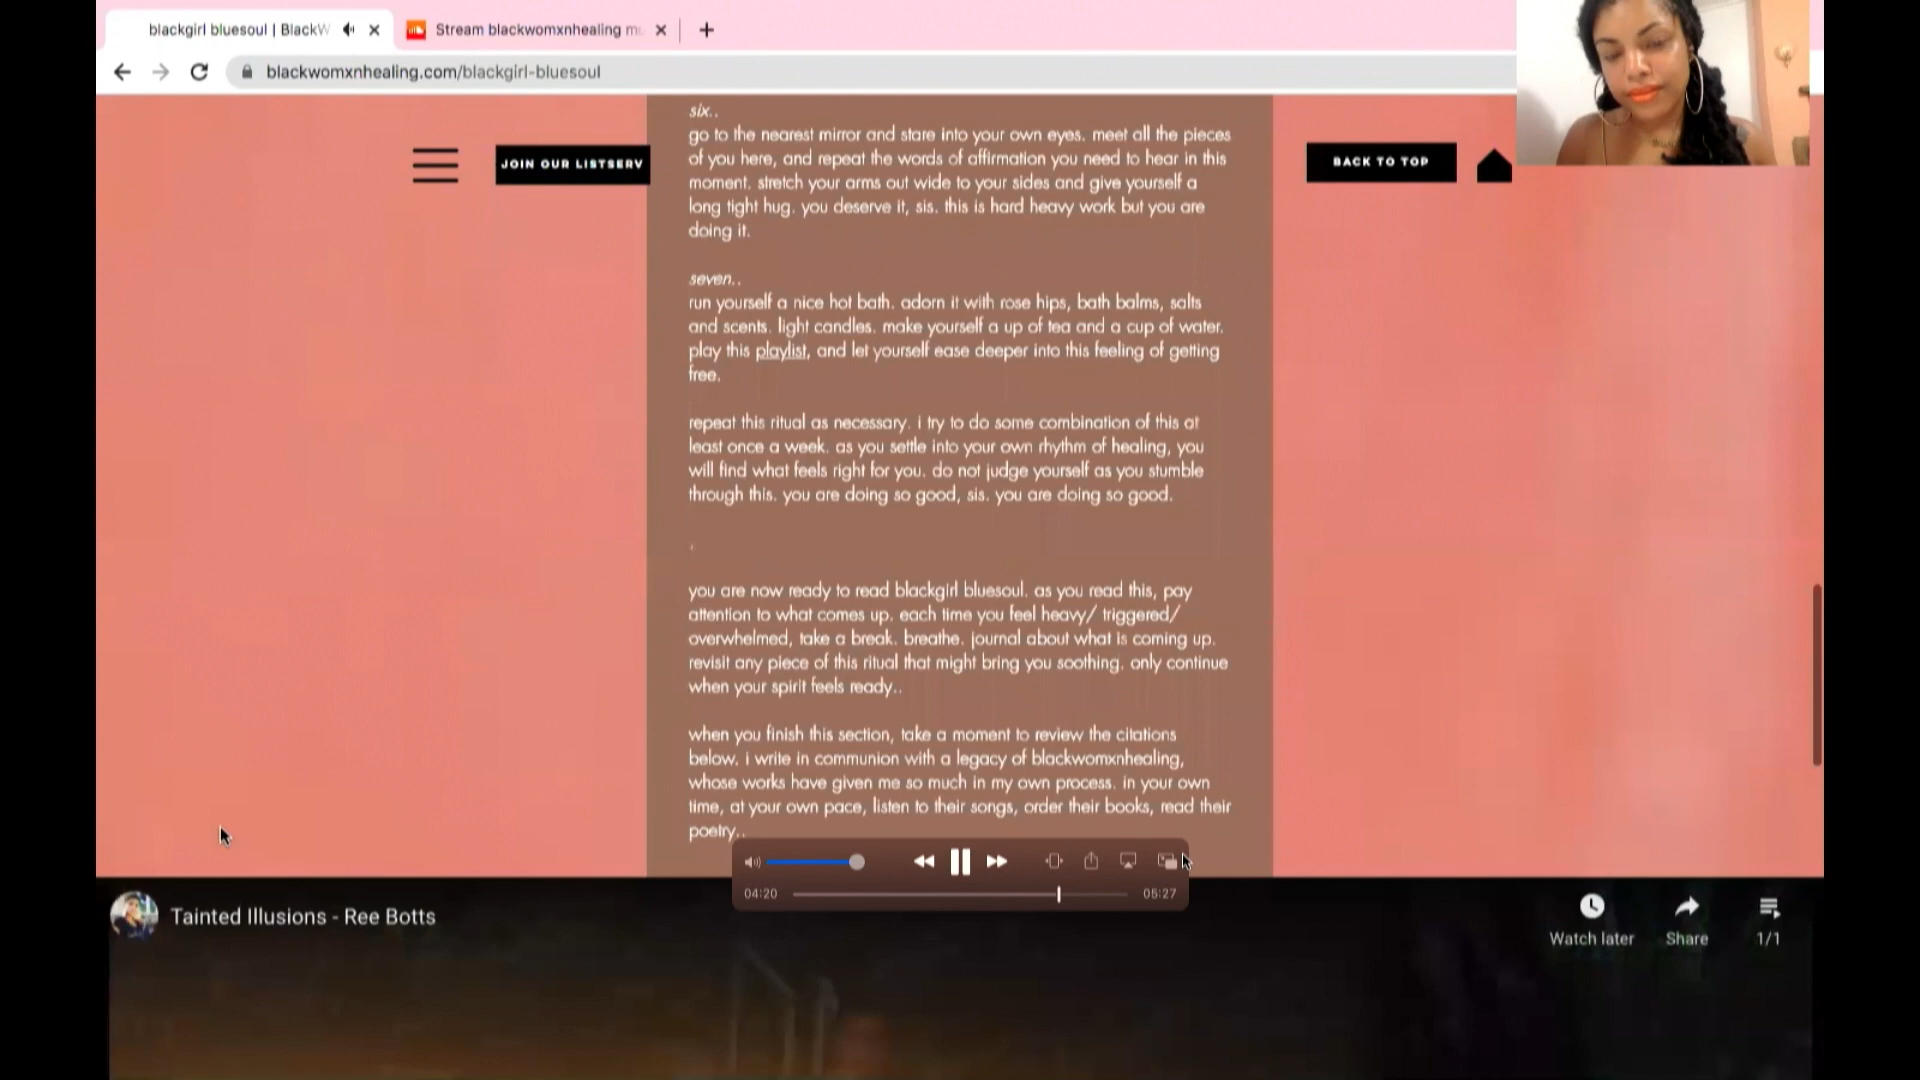 blackgirl bluesoul | BlackW
Stream blackwomxnhealing m
blackwomxnhealing.com/blackgirl-bluesoul
JOIN OUR LISTSERV
BACK TO TOP
six..
go to the nearest mirror and stare into your own eyes. meet all the pieces
of you here, and repeat the words of affirmation you need to hear in this
moment. stretch your arms out wide to your sides and give yourself a
long tight hug. you deserve it, sis. this is hard heavy work but you are
doing it.
seven..
run yourself a nice hot bath. adorn it with rose hips, bath balms, salts
and scents. light candles. make yourself a up of tea and a cup of water.
play this playlist, and let yourself ease deeper into this feeling of getting
free.
repeat this ritual as necessary. i try to do some combination of this at
least once a week. as you settle into your own rhythm of healing, you
will find what feels right for you. do not judge yourself as you stumble
through this. you are doing so good, sis. you are doing so good.
,
you are now ready to read blackgirl bluesoul. as you read this, pay
attention to what comes up. each time you feel heavy/ triggered/
overwhelmed, take a break. breathe. journal about what is coming up.
revisit any piece of this ritual that might bring you soothing. only continue
when your spirit feels ready..
when you finish this section, take a moment to review the citations
below. i write in communion with a legacy of blackwomxnhealing,
whose works have given me so much in my own process. in your own
time, at your own pace, listen to their songs, order their books, read their
poetry..
04:20
05:27
Tainted Illusions - Ree Botts
Watch later
Share
1/1